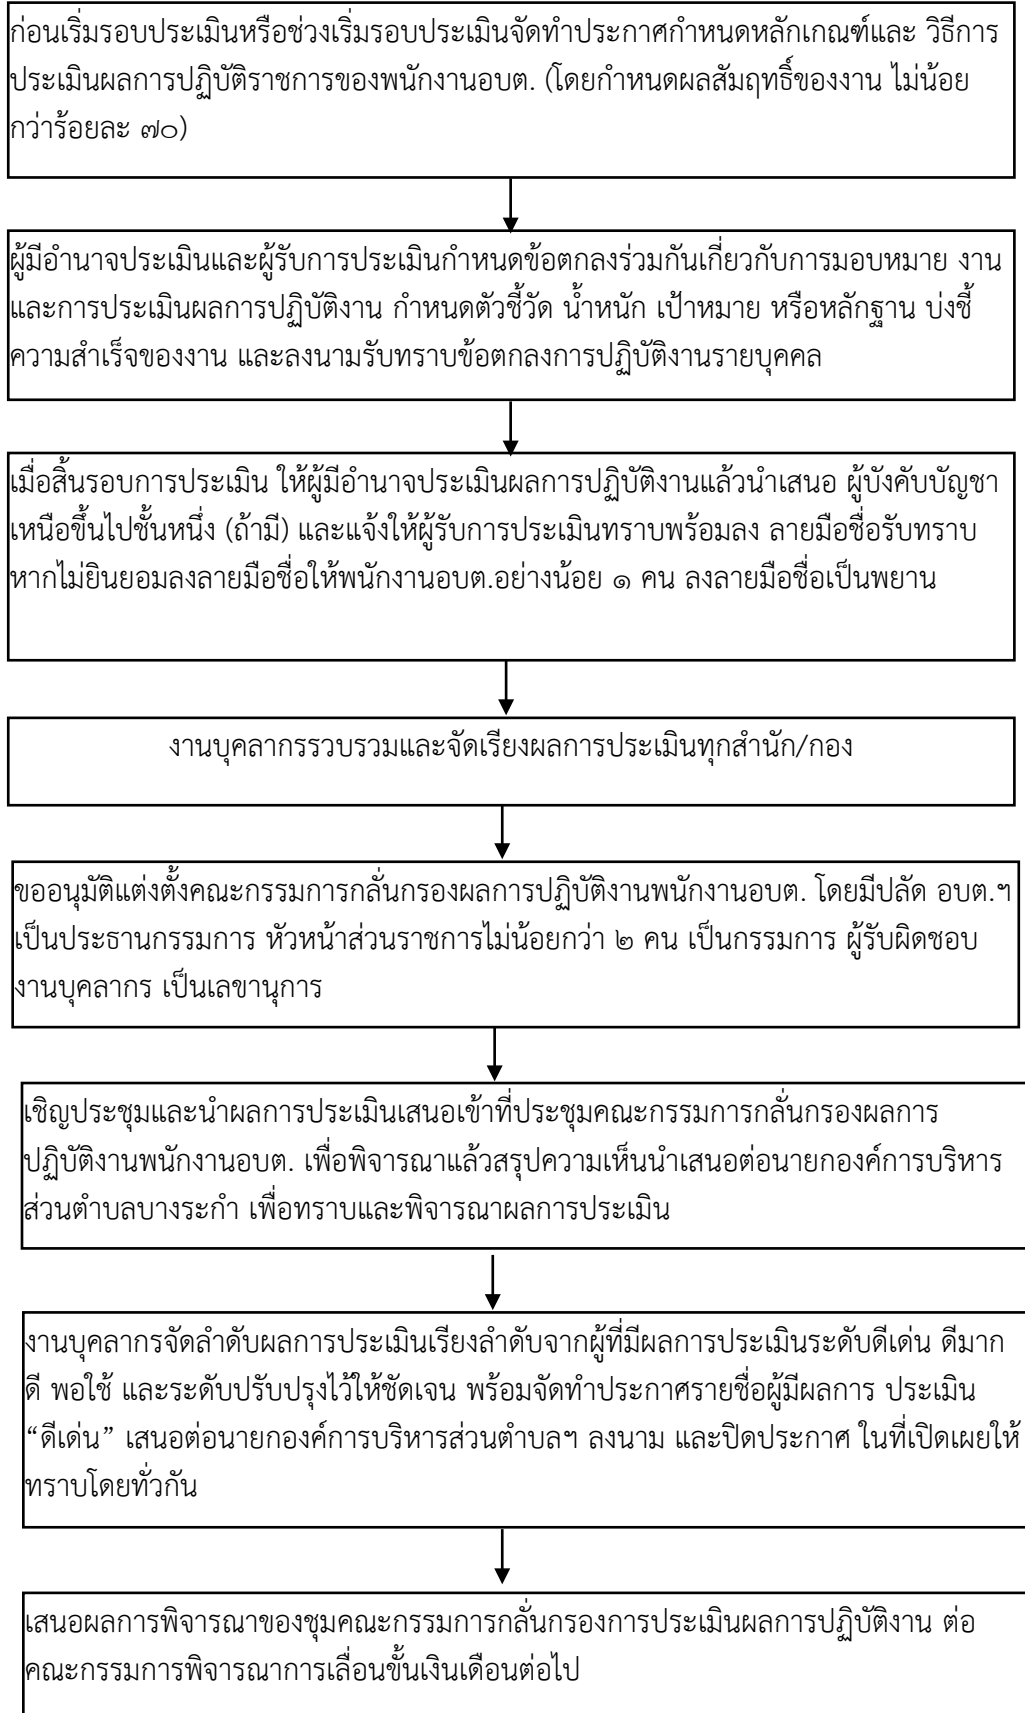 ก่อนเริ่มรอบประเมินหรือช่วงเริ่มรอบประเมินจัดทำประกาศกำหนดหลักเกณฑ์และ วิธีการ
ประเมินผลการปฏิบัติราชการของพนักงานอบต. (โดยกำหนดผลสัมฤทธิ์ของงาน ไม่น้อย
กว่าร้อยละ ๗๐)
ผู้มีอำนาจประเมินและผู้รับการประเมินกำหนดข้อตกลงร่วมกันเกี่ยวกับการมอบหมาย งาน
และการประเมินผลการปฏิบัติงาน กำหนดตัวชี้วัด น้ำหนัก เป้าหมาย หรือหลักฐาน บ่งชี้
ความสำเร็จของงาน และลงนามรับทราบข้อตกลงการปฏิบัติงานรายบุคคล
เมื่อสิ้นรอบการประเมิน ให้ผู้มีอำนาจประเมินผลการปฏิบัติงานแล้วนำเสนอ ผู้บังคับบัญชา
เหนือขึ้นไปชั้นหนึ่ง (ถ้ามี) และแจ้งให้ผู้รับการประเมินทราบพร้อมลง ลายมือชื่อรับทราบ
หากไม่ยินยอมลงลายมือชื่อให้พนักงานอบต.อย่างน้อย ๑ คน ลงลายมือชื่อเป็นพยาน
งานบุคลากรรวบรวมและจัดเรียงผลการประเมินทุกสำนัก/กอง
ขออนุมัติแต่งตั้งคณะกรรมการกลั่นกรองผลการปฏิบัติงานพนักงานอบต. โดยมีปลัด อบต.ฯ
เป็นประธานกรรมการ หัวหน้าส่วนราชการไม่น้อยกว่า ๒ คน เป็นกรรมการ ผู้รับผิดชอบ
งานบุคลากร เป็นเลขานุการ
เชิญประชุมและนำผลการประเมินเสนอเข้าที่ประชุมคณะกรรมการกลั่นกรองผลการ
ปฏิบัติงานพนักงานอบต. เพื่อพิจารณาแล้วสรุปความเห็นนำเสนอต่อนายกองค์การบริหาร
ส่วนตำบลบางระกำ เพื่อทราบและพิจารณาผลการประเมิน
งานบุคลากรจัดลำดับผลการประเมินเรียงลำดับจากผู้ที่มีผลการประเมินระดับดีเด่น ดีมาก
ดี พอใช้ และระดับปรับปรุงไว้ให้ชัดเจน พร้อมจัดทำประกาศรายชื่อผู้มีผลการ ประเมิน
“ดีเด่น” เสนอต่อนายกองค์การบริหารส่วนตำบลฯ ลงนาม และปิดประกาศ ในที่เปิดเผยให้
ทราบโดยทั่วกัน
เสนอผลการพิจารณาของชุมคณะกรรมการกลั่นกรองการประเมินผลการปฏิบัติงาน ต่อ
คณะกรรมการพิจารณาการเลื่อนขั้นเงินเดือนต่อไป